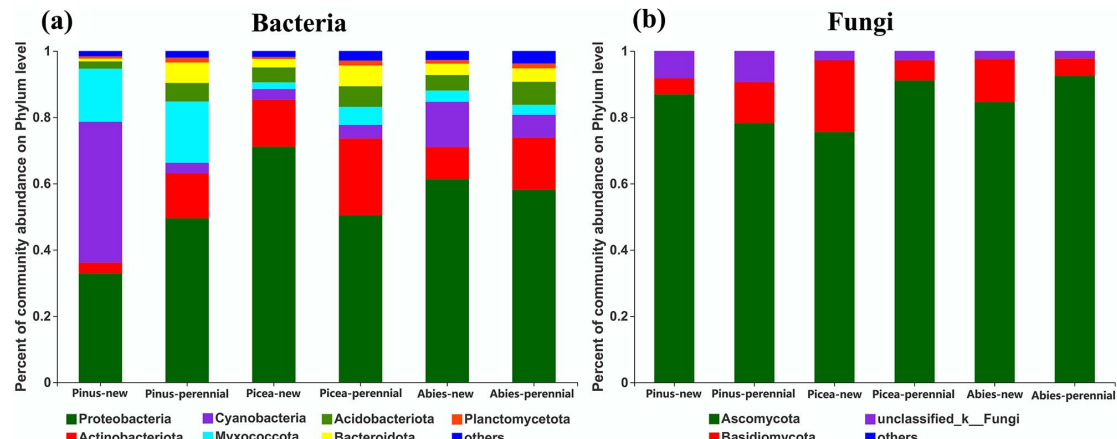 (a) Bacteria
Percent of community abundance on Phylum level
1
0.8
0.6
0.4
0.2
0
Pinus-new Pinus-perennial Picea-new Picea-perennial Abies-new Abies-perennial
Proteobacteria Cyanobacteria Acidobacteriota Planctomycetota
Actinobacteriota Myxococcota Bacteroidota others
(b) Fungi
Percent of community abundance on Phylum level
1
0.8
0.6
0.4
0.2
0
Pinus-new Pinus-perennial Picea-new Picea-perennial Abies-new Abies-perennial
Ascomycota unclassified_k__Fungi
Basidiomycota others